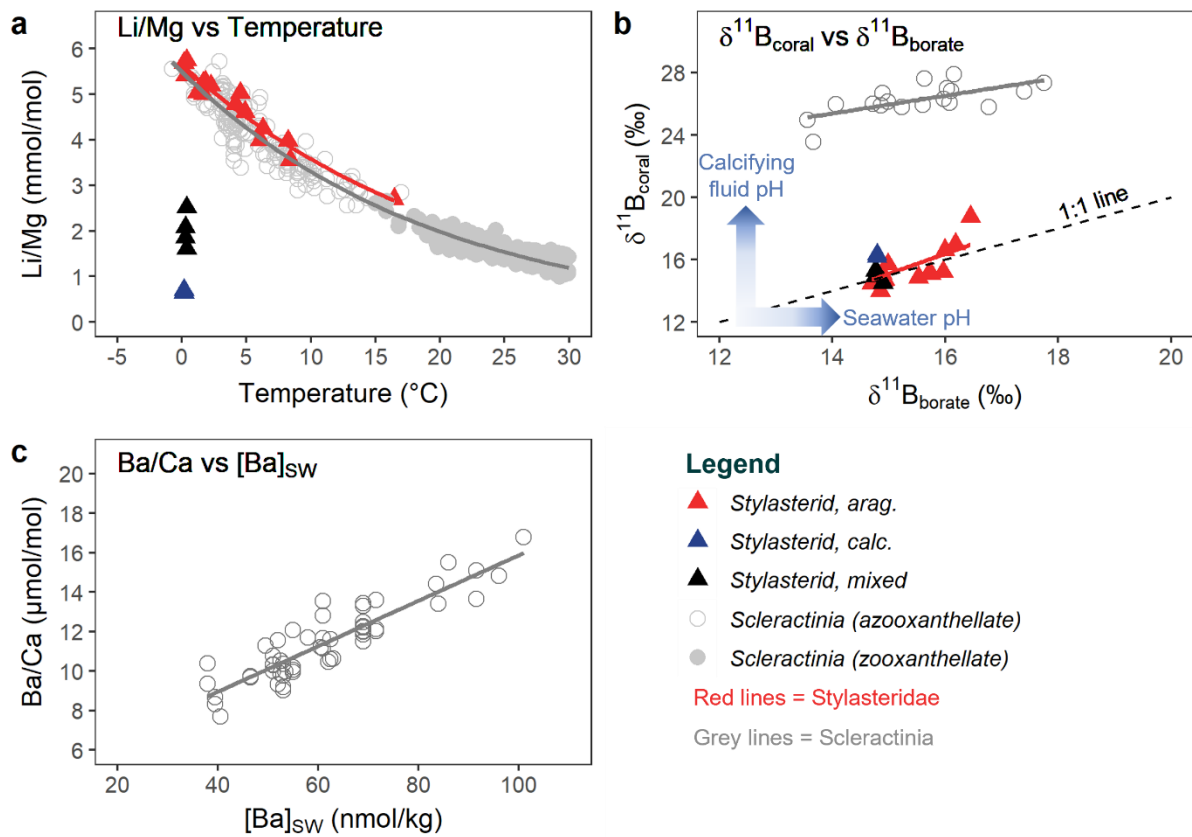 a
Li/Mg vs Temperature
Li/Mg (mmol/mol)
6
5
4
3
2
1
0
-5 0 5 10 15 20 25 30
Temperature (°C)
b
δ¹¹B_coral vs δ¹¹B_borate
δ¹¹B_coral (‰)
28
24
20
16
12
Calcifying
fluid pH
1:1 line
Seawater pH
12 14 16 18 20
δ¹¹B_borate (‰)
c
Ba/Ca vs [Ba]SW
Ba/Ca (μmol/mol)
20
18
16
14
12
10
8
6
20 40 60 80 100
[Ba]SW (nmol/kg)
Legend
Stylasterid, arag.
Stylasterid, calc.
Stylasterid, mixed
Scleractinia (azooxanthellate)
Scleractinia (zooxanthellate)
Red lines = Stylasteridae
Grey lines = Scleractinia